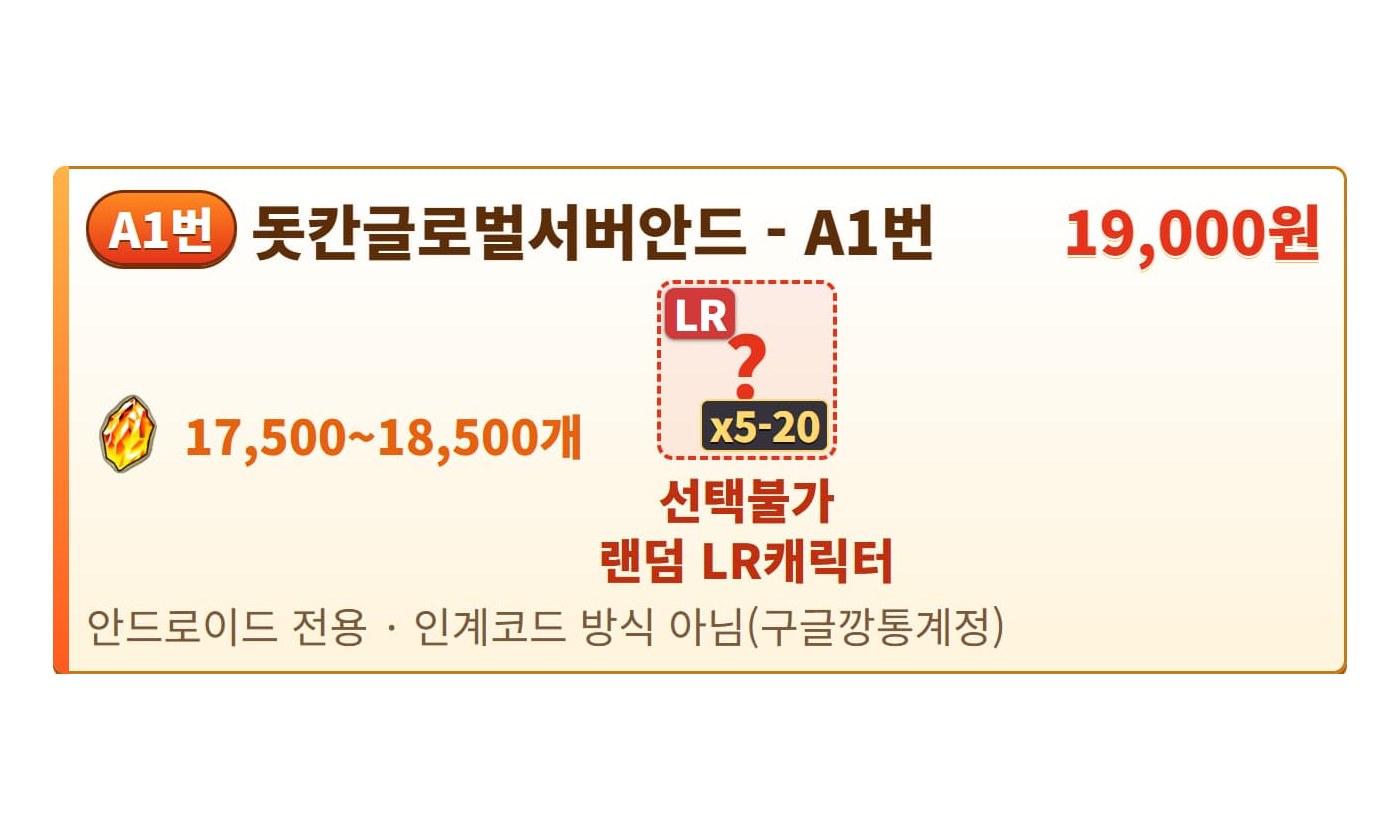 A1번 돗칸글로벌서버안드 - A1번 19,000원
LR
?
x5-20
17,500~18,500개
선택불가
랜덤 LR캐릭터
안드로이드 전용 · 인계코드 방식 아님(구글깡통계정)